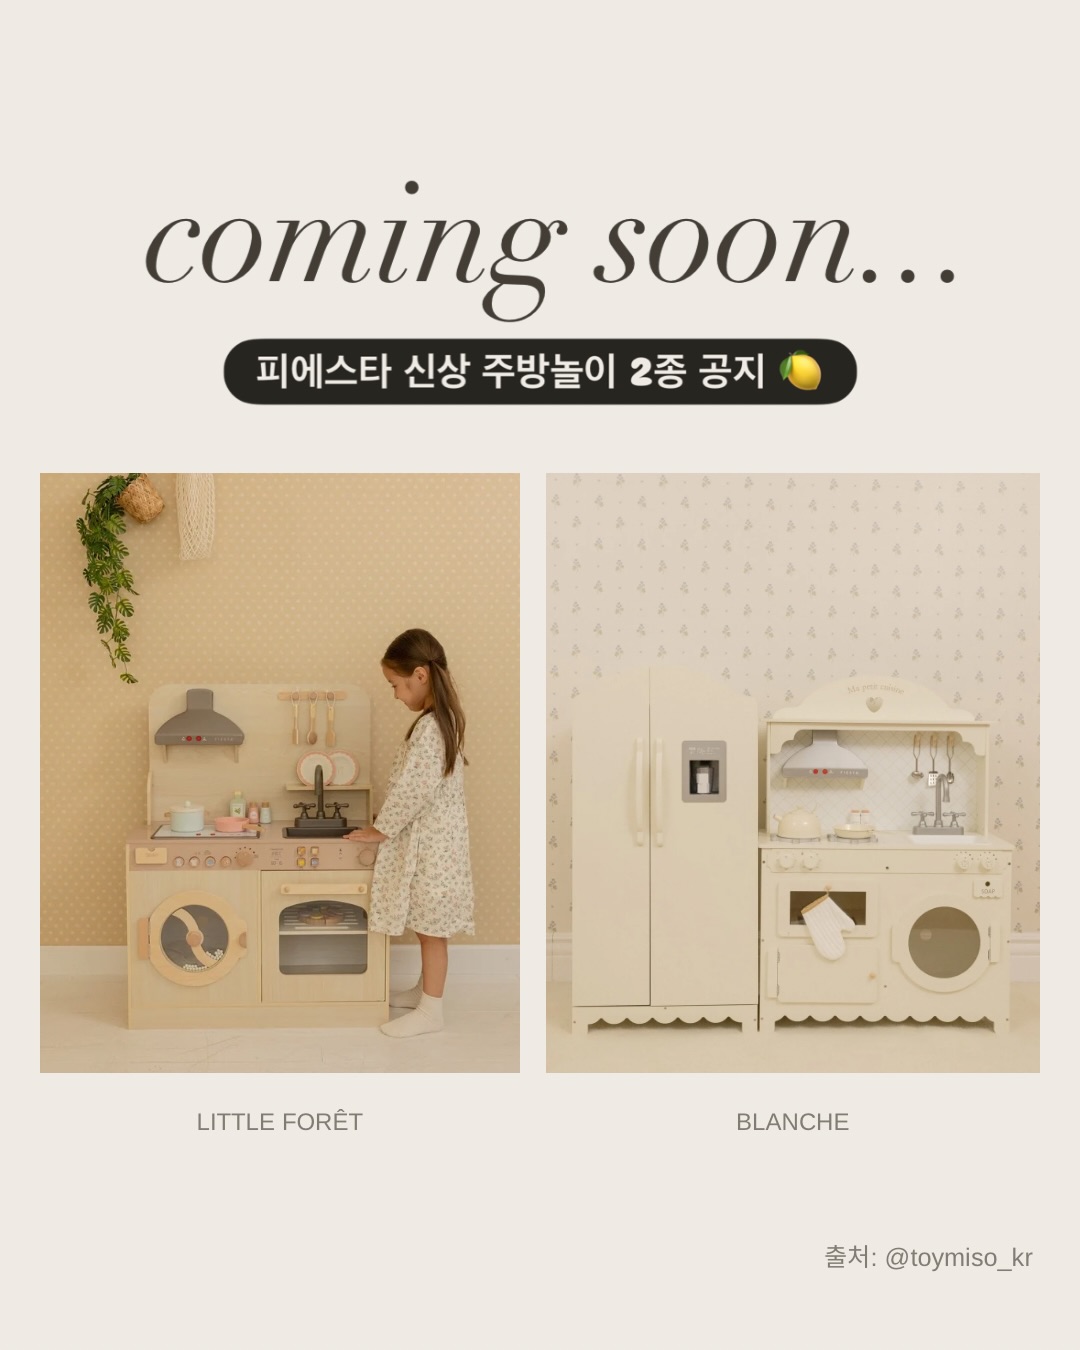 coming soon...
피에스타 신상 주방놀이 2종 공지
LITTLE FORÊT
BLANCHE
출처: @toymiso_kr